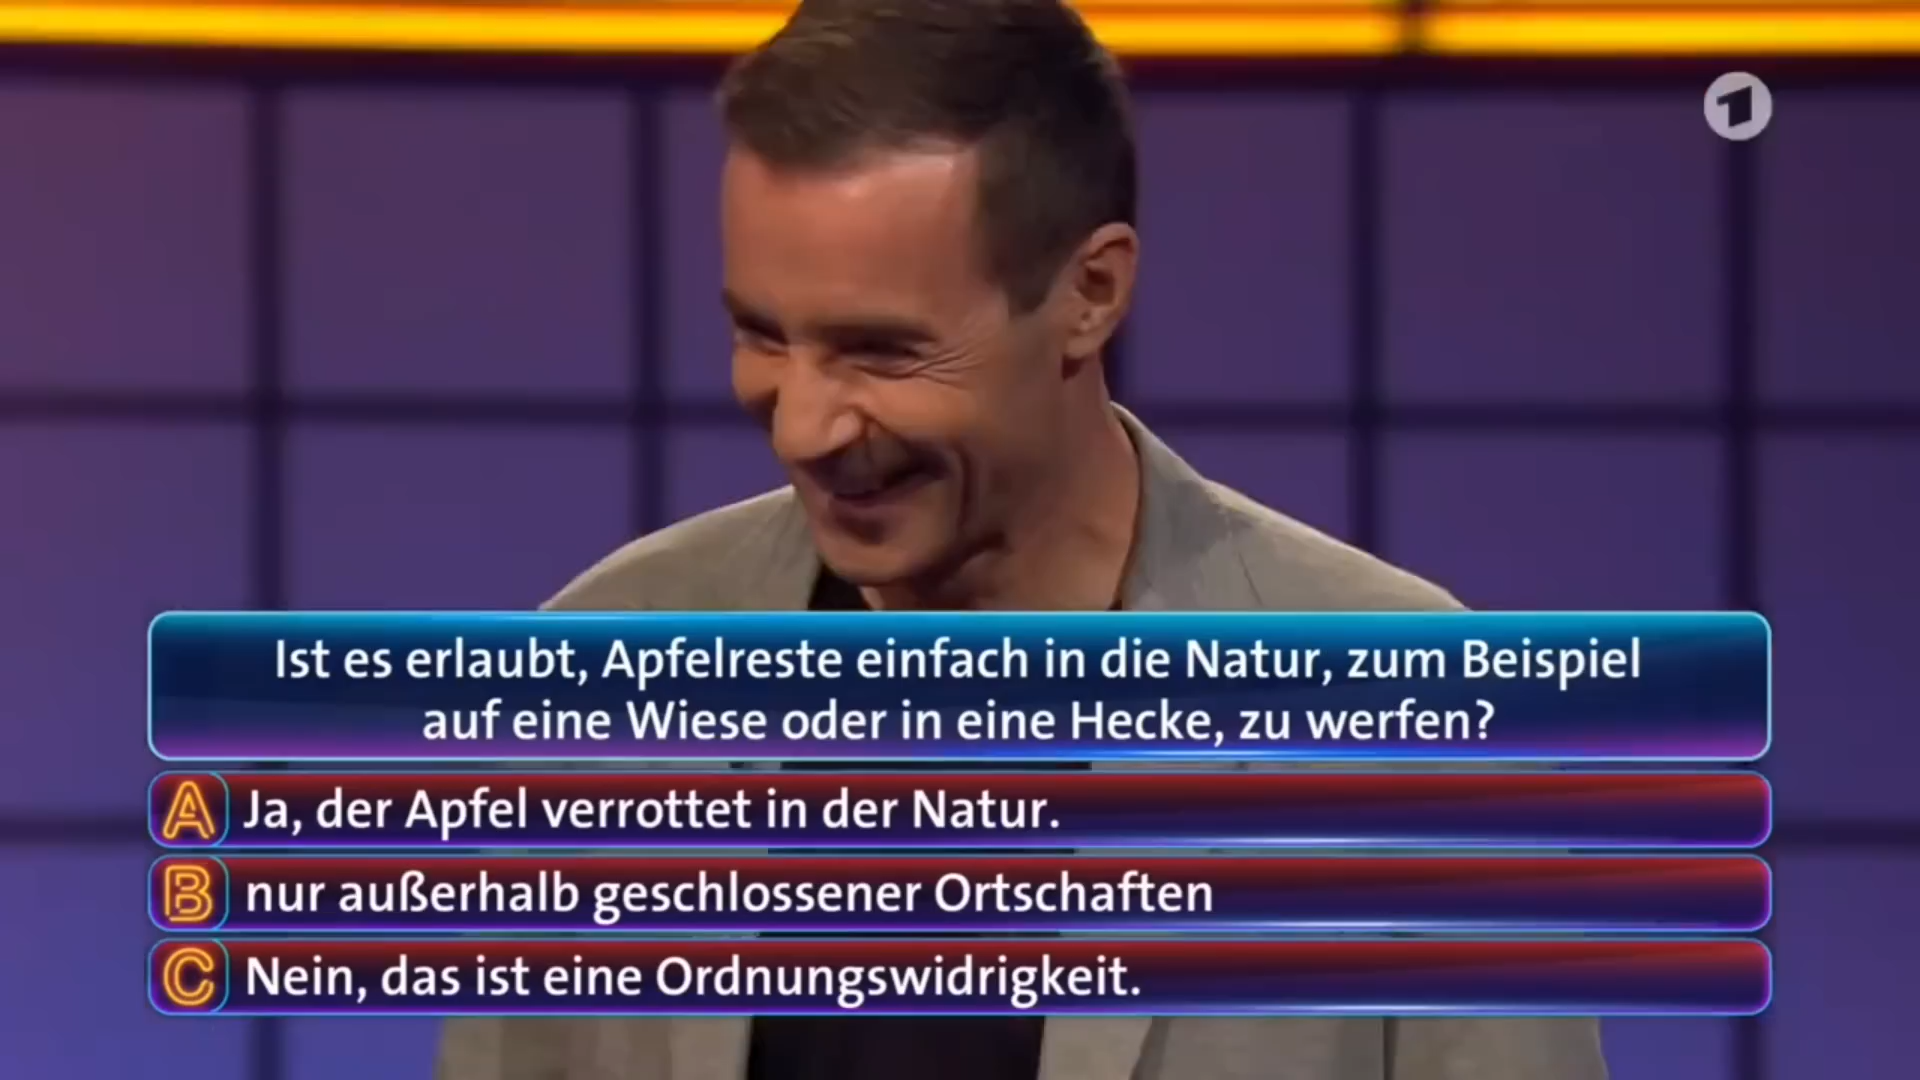 Ist es erlaubt, Apfelreste einfach in die Natur, zum Beispiel
auf eine Wiese oder in eine Hecke, zu werfen?
A Ja, der Apfel verrottet in der Natur.
B nur außerhalb geschlossener Ortschaften
C Nein, das ist eine Ordnungswidrigkeit.
1